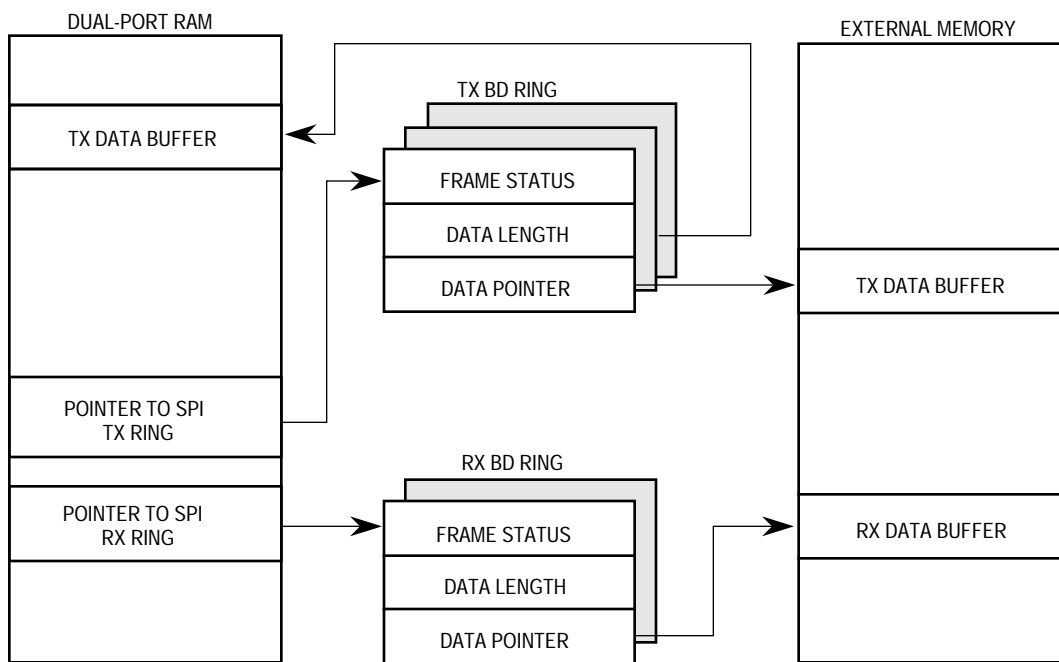 DUAL-PORT RAM
TX DATA BUFFER
POINTER TO SPI
TX RING
POINTER TO SPI
RX RING
TX BD RING
FRAME STATUS
DATA LENGTH
DATA POINTER
RX BD RING
FRAME STATUS
DATA LENGTH
DATA POINTER
EXTERNAL MEMORY
TX DATA BUFFER
RX DATA BUFFER